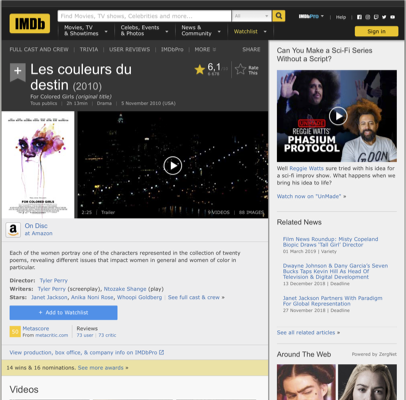 IMDb
Find Movies, TV shows, Celebrities and more...
All
IMDbPro
Help
Movies, TV
& Showtimes
Celebs, Events
& Photos
News &
Community
Watchlist
Sign in
FULL CAST AND CREW | TRIVIA | USER REVIEWS | IMDbPro | MORE
SHARE
Les couleurs du
destin (2010)
For Colored Girls (original title)
Tous publics | 2h 13min | Drama | 5 November 2010 (USA)
6,1
Rate
This
FOR COLORED GIRLS
2:25 | Trailer
88 IMAGES
On Disc
at Amazon
Each of the women portray one of the characters represented in the collection of twenty
poems, revealing different issues that impact women in general and women of color in
particular.
Director: Tyler Perry
Writers: Tyler Perry (screenplay), Ntozake Shange (play)
Stars: Janet Jackson, Anika Noni Rose, Whoopi Goldberg | See full cast & crew »
+ Add to Watchlist
Metascore
From metacritic.com
Reviews
73 user | 73 critic
View production, box office, & company info on IMDbPro
14 wins & 16 nominations. See more awards »
Videos
Can You Make a Sci-Fi Series
Without a Script?
REGGIE WATTS'
PHASIUM
PROTOCOL
Well Reggie Watts sure tried with his idea for
a sci-fi improv show. What happens when we
bring his idea to life?
Watch now on "UnMade" »
Related News
Film News Roundup: Misty Copeland
Biopic Draws 'Tall Girl' Director
01 March 2019 | Variety
Dwayne Johnson & Dany Garcia's Seven
Bucks Taps Kevin Hill As Head Of
Television & Digital Development
13 December 2018 | Deadline
Janet Jackson Partners With Paradigm
For Global Representation
27 November 2018 | Deadline
See all related articles »
Around The Web
Powered by ZergNet